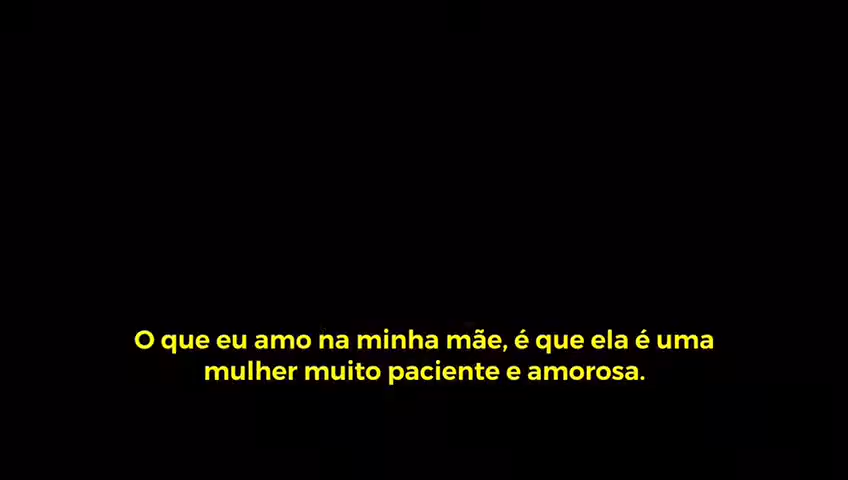 O que eu amo na minha mãe, é que ela é uma
mulher muito paciente e amorosa.